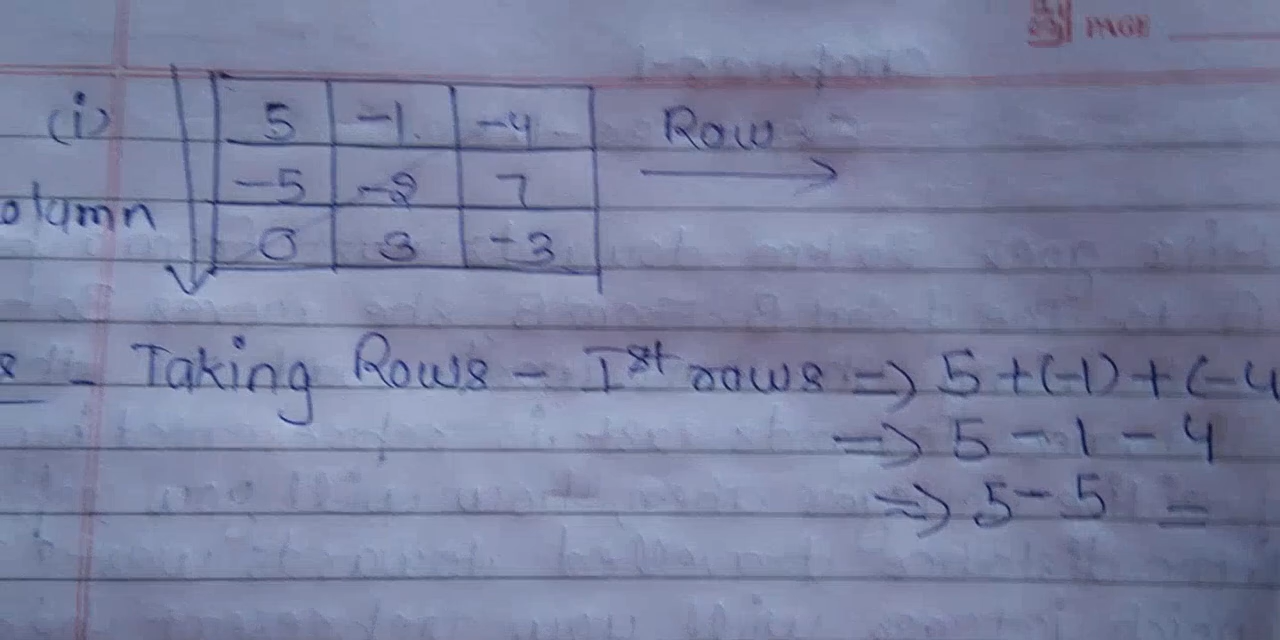 PAGE
(i) 5 -1 -4 Row
-5 -2 7
olumn
0 3 -3
- Taking Rows - Ist rows => 5 + (-1) + (-4
=> 5 - 1 - 4
=> 5 - 5 =